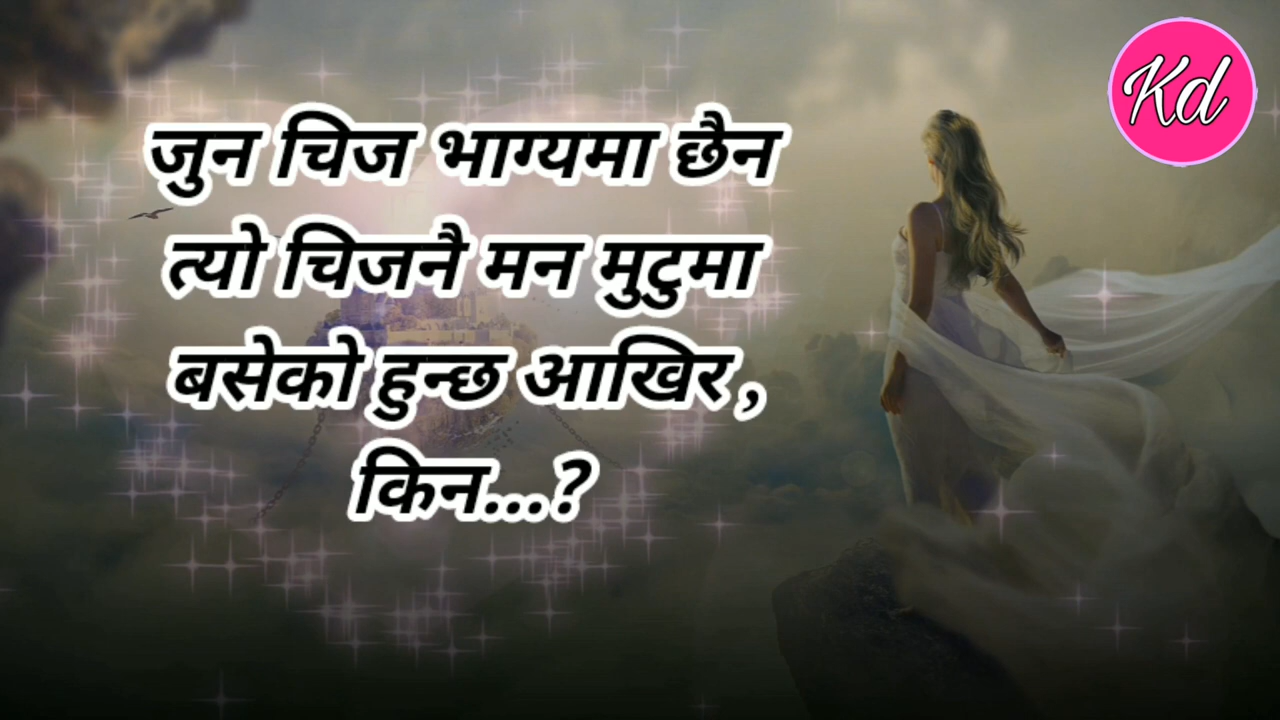 Kd
जुन चिज भाग्यमा छैन
त्यो चिजनै मन मुटुमा
बसेको हुन्छ आखिर ,
किन...?